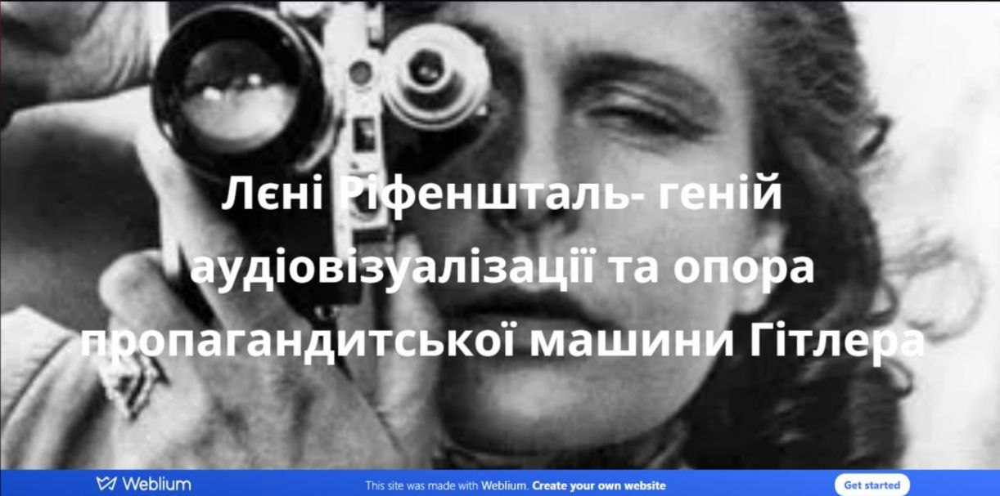 Лєні Ріфеншталь- геній
аудіовізуалізації та опора
пропагандитської машини Гітлера
Weblium
This site was made with Weblium. Create your own website
Get started